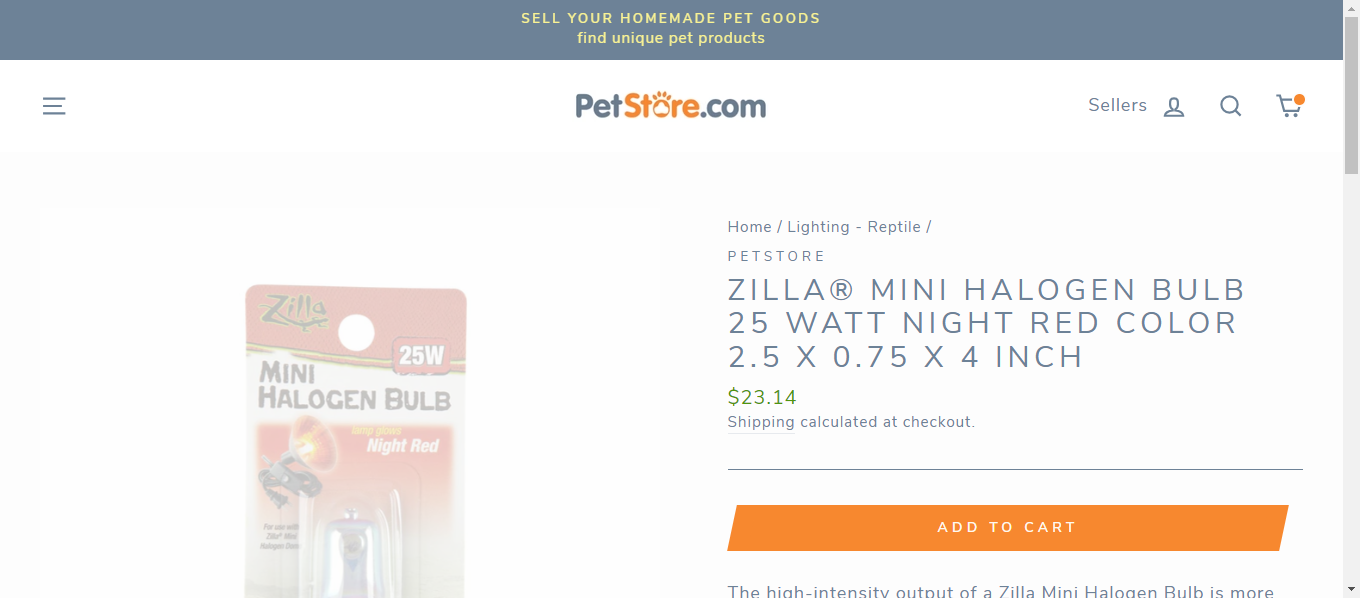 SELL YOUR HOMEMADE PET GOODS
find unique pet products
PetStore.com
Sellers
Home / Lighting - Reptile /
PETSTORE
ZILLA® MINI HALOGEN BULB
25 WATT NIGHT RED COLOR
2.5 X 0.75 X 4 INCH
$23.14
Shipping calculated at checkout.
ADD TO CART
The high-intensity output of a Zilla Mini Halogen Bulb is more
Zilla
25W
MINI
HALOGEN BULB
lamp glows
Night Red
For use with
Zilla® Mini
Halogen Dome